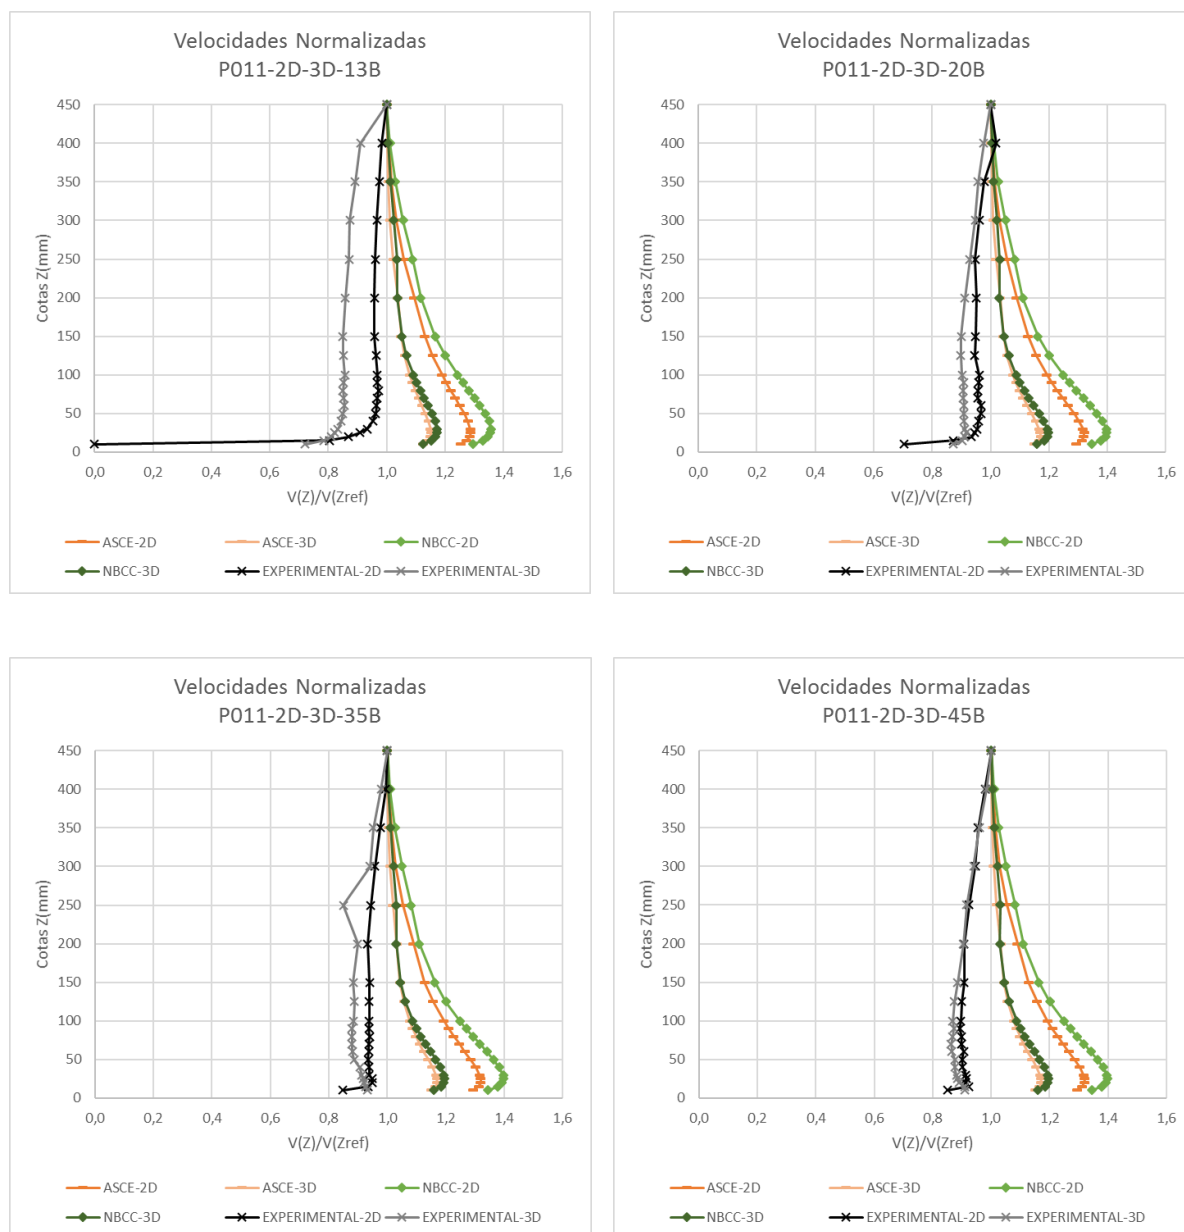 Velocidades Normalizadas
P011-2D-3D-13B
Cotas Z(mm)
450
400
350
300
250
200
150
100
50
0
0,0 0,2 0,4 0,6 0,8 1,0 1,2 1,4 1,6
V(Z)/V(Zref)
ASCE-2D ASCE-3D NBCC-2D
NBCC-3D EXPERIMENTAL-2D EXPERIMENTAL-3D
Velocidades Normalizadas
P011-2D-3D-20B
Cotas Z(mm)
450
400
350
300
250
200
150
100
50
0
0,0 0,2 0,4 0,6 0,8 1,0 1,2 1,4 1,6
V(Z)/V(Zref)
ASCE-2D ASCE-3D NBCC-2D
NBCC-3D EXPERIMENTAL-2D EXPERIMENTAL-3D
Velocidades Normalizadas
P011-2D-3D-35B
Cotas Z(mm)
450
400
350
300
250
200
150
100
50
0
0,0 0,2 0,4 0,6 0,8 1,0 1,2 1,4 1,6
V(Z)/V(Zref)
ASCE-2D ASCE-3D NBCC-2D
NBCC-3D EXPERIMENTAL-2D EXPERIMENTAL-3D
Velocidades Normalizadas
P011-2D-3D-45B
Cotas Z(mm)
450
400
350
300
250
200
150
100
50
0
0,0 0,2 0,4 0,6 0,8 1,0 1,2 1,4 1,6
V(Z)/V(Zref)
ASCE-2D ASCE-3D NBCC-2D
NBCC-3D EXPERIMENTAL-2D EXPERIMENTAL-3D